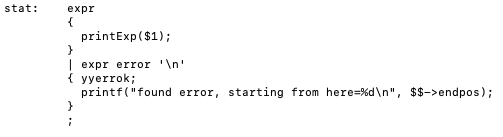 stat:    expr
         {
           printExp($1);
         }
         | expr error '\n'
         { yyerrok;
           printf("found error, starting from here=%d\n", $$->endpos);
         }
         ;